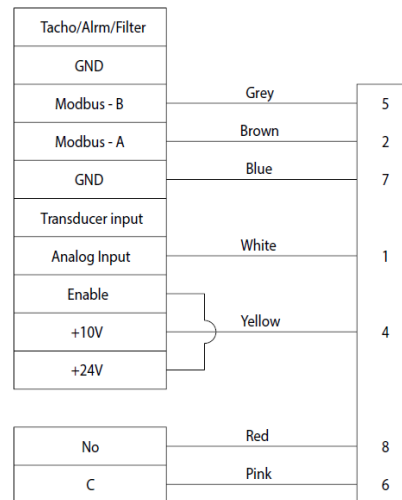 Tacho/Alrm/Filter
GND
Modbus - B Grey 5
Modbus - A Brown 2
GND Blue 7
Transducer input
Analog Input White 1
Enable
+10V Yellow 4
+24V
No Red 8
C Pink 6